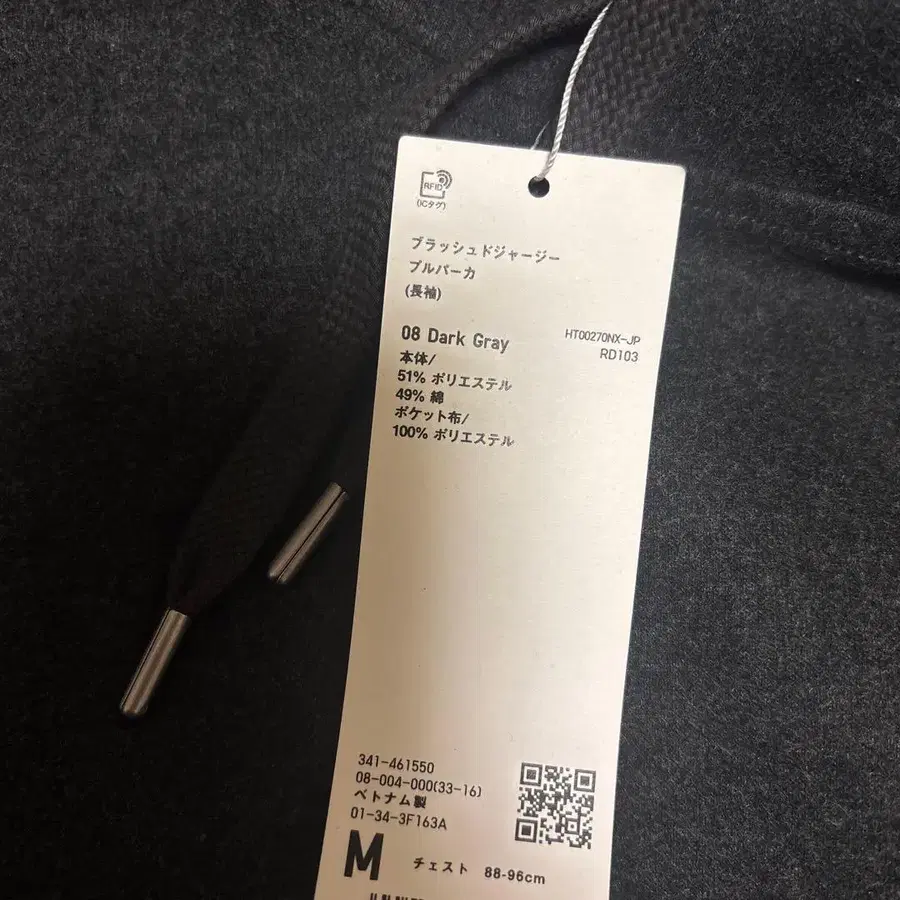 RFID
(ICタグ)
ブラッシュドジャージー
プルパーカ
(長袖)
08 Dark Gray
HT00270NX-JP
RD103
本体/
51% ポリエステル
49% 綿
ポケット布/
100% ポリエステル
341-461550
08-004-000(33-16)
ベトナム製
01-34-3F163A
M
チェスト 88-96cm